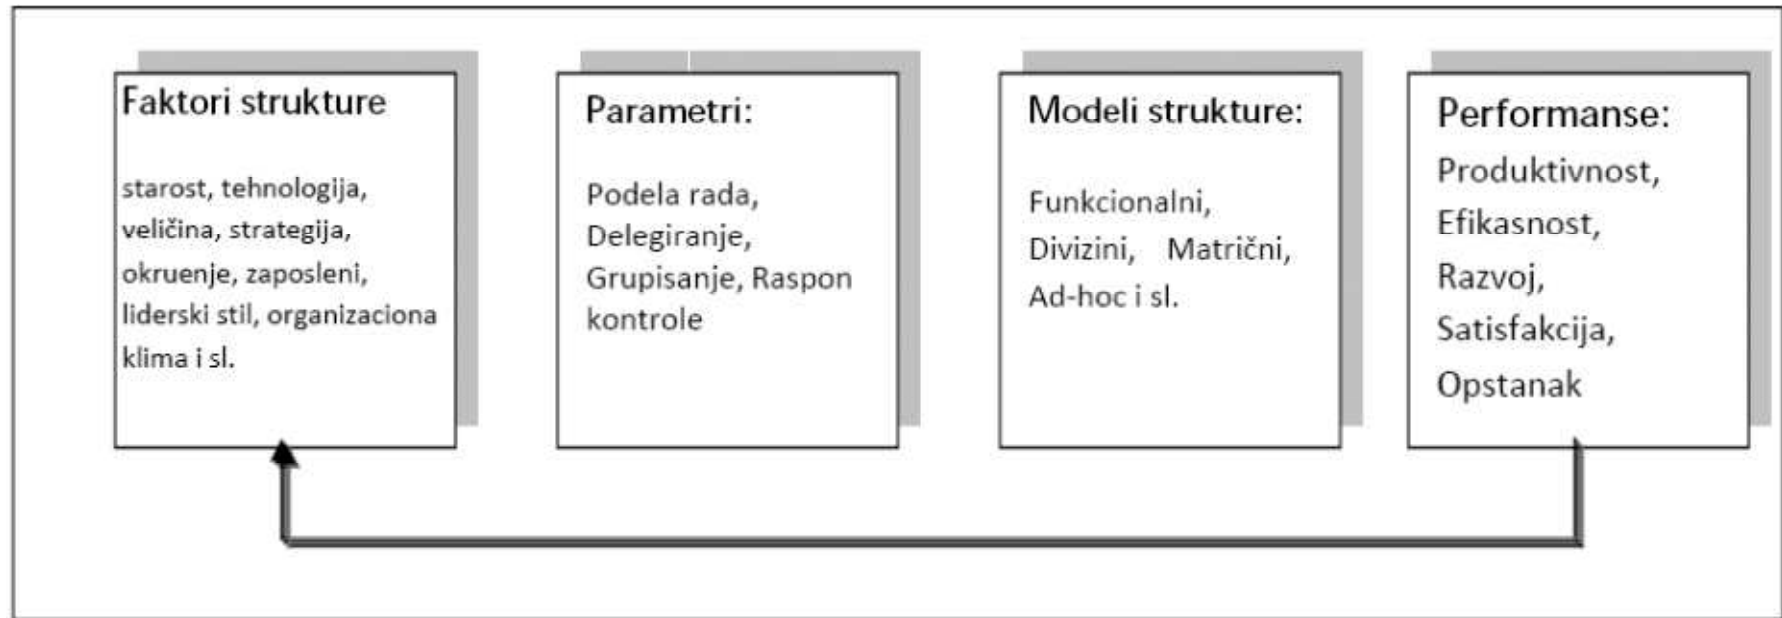 Faktori strukture
starost, tehnologija,
veličina, strategija,
okruenje, zaposleni,
liderski stil, organizaciona
klima i sl.
Parametri:
Podela rada,
Delegiranje,
Grupisanje, Raspon
kontrole
Modeli strukture:
Funkcionalni,
Divizini, Matrični,
Ad-hoc i sl.
Performanse:
Produktivnost,
Efikasnost,
Razvoj,
Satisfakcija,
Opstanak